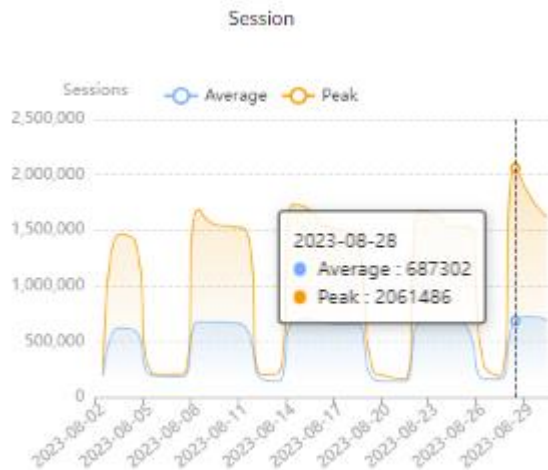 Session
Sessions
Average
Peak
2,500,000
2,000,000
1,500,000
1,000,000
500,000
0
2023-08-28
Average : 687302
Peak : 2061486
2023-08-02
2023-08-05
2023-08-08
2023-08-11
2023-08-14
2023-08-17
2023-08-20
2023-08-23
2023-08-26
2023-08-29